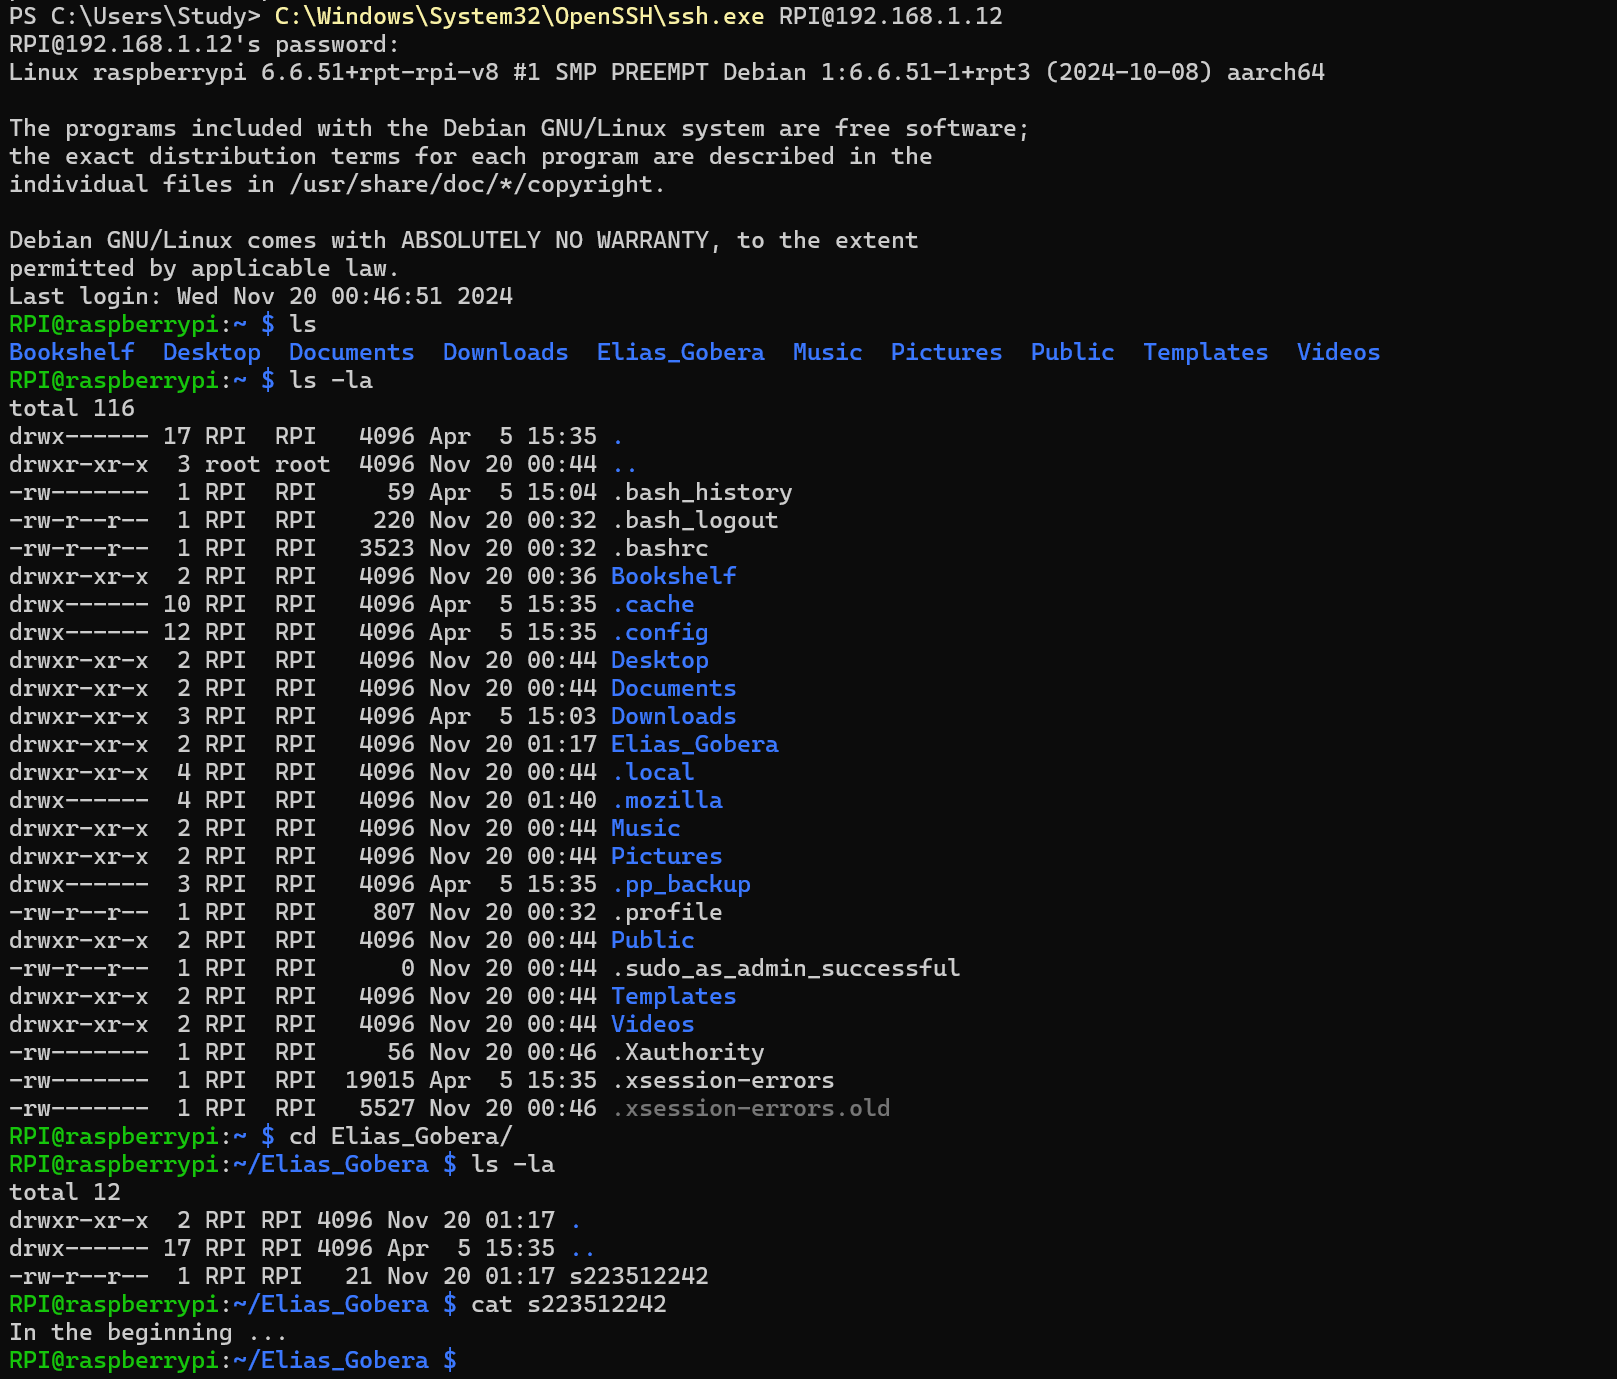 PS C:\Users\Study> C:\Windows\System32\OpenSSH\ssh.exe RPI@192.168.1.12
RPI@192.168.1.12's password:
Linux raspberrypi 6.6.51+rpt-rpi-v8 #1 SMP PREEMPT Debian 1:6.6.51-1+rpt3 (2024-10-08) aarch64

The programs included with the Debian GNU/Linux system are free software;
the exact distribution terms for each program are described in the
individual files in /usr/share/doc/*/copyright.

Debian GNU/Linux comes with ABSOLUTELY NO WARRANTY, to the extent
permitted by applicable law.
Last login: Wed Nov 20 00:46:51 2024
RPI@raspberrypi:~ $ ls
Bookshelf  Desktop  Documents  Downloads  Elias_Gobera  Music  Pictures  Public  Templates  Videos
RPI@raspberrypi:~ $ ls -la
total 116
drwx------ 17 RPI  RPI   4096 Apr  5 15:35 .
drwxr-xr-x  3 root root  4096 Nov 20 00:44 ..
-rw-------  1 RPI  RPI     59 Apr  5 15:04 .bash_history
-rw-r--r--  1 RPI  RPI    220 Nov 20 00:32 .bash_logout
-rw-r--r--  1 RPI  RPI   3523 Nov 20 00:32 .bashrc
drwxr-xr-x  2 RPI  RPI   4096 Nov 20 00:36 Bookshelf
drwx------ 10 RPI  RPI   4096 Apr  5 15:35 .cache
drwx------ 12 RPI  RPI   4096 Apr  5 15:35 .config
drwxr-xr-x  2 RPI  RPI   4096 Nov 20 00:44 Desktop
drwxr-xr-x  2 RPI  RPI   4096 Nov 20 00:44 Documents
drwxr-xr-x  3 RPI  RPI   4096 Apr  5 15:03 Downloads
drwxr-xr-x  2 RPI  RPI   4096 Nov 20 01:17 Elias_Gobera
drwxr-xr-x  4 RPI  RPI   4096 Nov 20 00:44 .local
drwx------  4 RPI  RPI   4096 Nov 20 01:40 .mozilla
drwxr-xr-x  2 RPI  RPI   4096 Nov 20 00:44 Music
drwxr-xr-x  2 RPI  RPI   4096 Nov 20 00:44 Pictures
drwx------  3 RPI  RPI   4096 Apr  5 15:35 .pp_backup
-rw-r--r--  1 RPI  RPI    807 Nov 20 00:32 .profile
drwxr-xr-x  2 RPI  RPI   4096 Nov 20 00:44 Public
-rw-r--r--  1 RPI  RPI      0 Nov 20 00:44 .sudo_as_admin_successful
drwxr-xr-x  2 RPI  RPI   4096 Nov 20 00:44 Templates
drwxr-xr-x  2 RPI  RPI   4096 Nov 20 00:44 Videos
-rw-------  1 RPI  RPI     56 Nov 20 00:46 .Xauthority
-rw-------  1 RPI  RPI  19015 Apr  5 15:35 .xsession-errors
-rw-------  1 RPI  RPI   5527 Nov 20 00:46 .xsession-errors.old
RPI@raspberrypi:~ $ cd Elias_Gobera/
RPI@raspberrypi:~/Elias_Gobera $ ls -la
total 12
drwxr-xr-x  2 RPI RPI 4096 Nov 20 01:17 .
drwx------ 17 RPI RPI 4096 Apr  5 15:35 ..
-rw-r--r--  1 RPI RPI   21 Nov 20 01:17 s223512242
RPI@raspberrypi:~/Elias_Gobera $ cat s223512242
In the beginning ...
RPI@raspberrypi:~/Elias_Gobera $